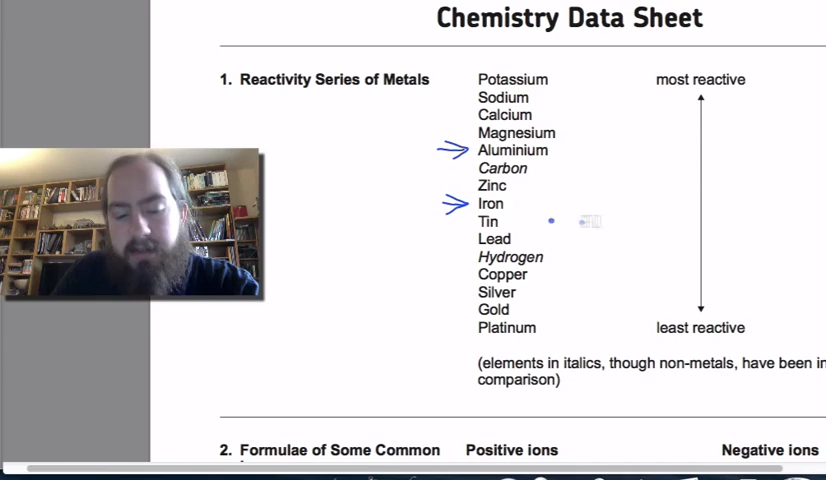 Chemistry Data Sheet
1. Reactivity Series of Metals
Potassium
most reactive
Sodium
Calcium
Magnesium
Aluminium
Carbon
Zinc
Iron
Tin
Lead
Hydrogen
Copper
Silver
Gold
Platinum
least reactive
(elements in italics, though non-metals, have been in
comparison)
2. Formulae of Some Common
Positive ions
Negative ions